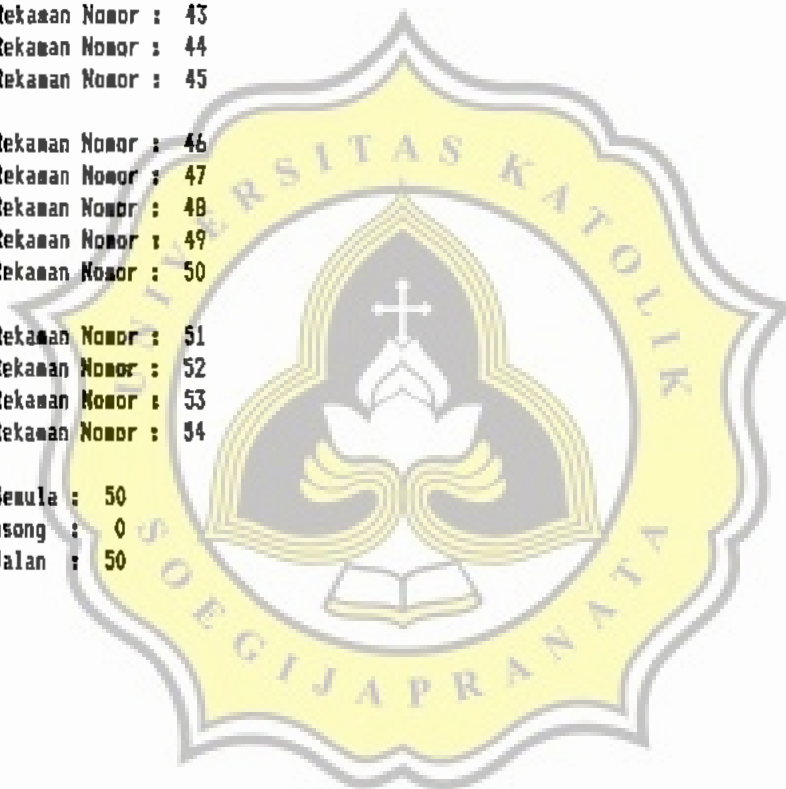 Rekaman Nomor : 43
Rekaman Nomor : 44
Rekaman Nomor : 45
Rekaman Nomor : 46
Rekaman Nomor : 47
Rekaman Nomor : 48
Rekaman Nomor : 49
Rekaman Nomor : 50
Rekaman Nomor : 51
Rekaman Nomor : 52
Rekaman Nomor : 53
Rekaman Nomor : 54
Semula : 50
: 0
Jalan : 50
UNIVERSITAS KATOLIK
SOEGIJAPRANATA